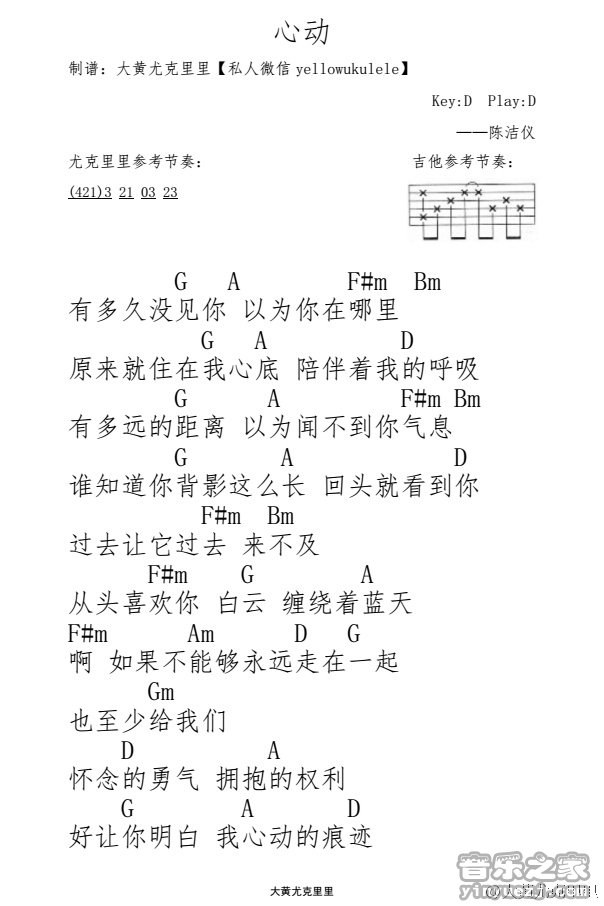 心动
制谱：大黄尤克里里【私人微信 yellowukulele】
Key:D Play:D
——陈洁仪
尤克里里参考节奏： 吉他参考节奏：
(421)3 21 03 23
G A F#m Bm
有多久没见你 以为你在哪里
G A D
原来就住在我心底 陪伴着我的呼吸
G A F#m Bm
有多远的距离 以为闻不到你气息
G A D
谁知道你背影这么长 回头就看到你
F#m Bm
过去让它过去 来不及
F#m G A
从头喜欢你 白云 缠绕着蓝天
F#m Am D G
啊 如果不能够永远走在一起
Gm
也至少给我们
D A
怀念的勇气 拥抱的权利
G A D
好让你明白 我心动的痕迹
大黄尤克里里
音乐之家